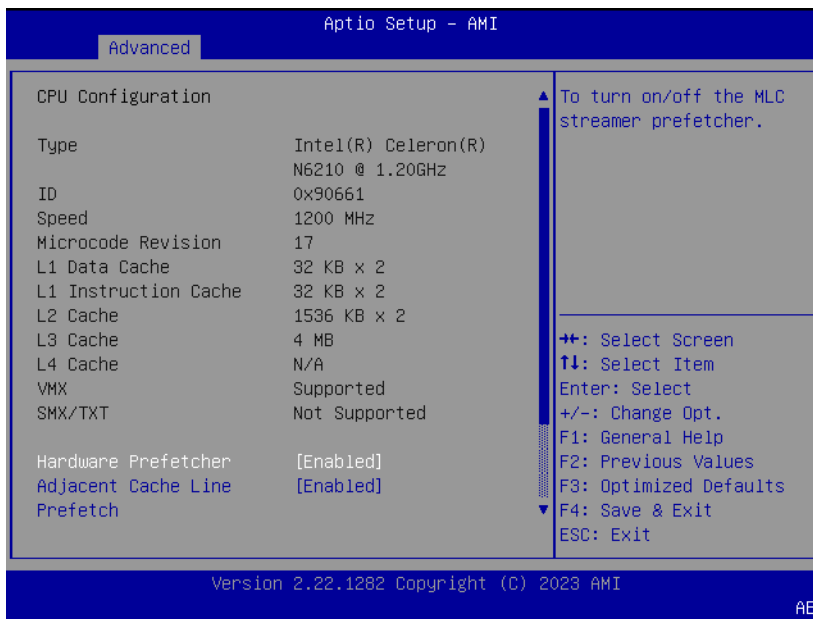 Aptio Setup – AMI
Advanced
CPU Configuration
Type Intel(R) Celeron(R)
N6210 @ 1.20GHz
ID 0x90661
Speed 1200 MHz
Microcode Revision 17
L1 Data Cache 32 KB x 2
L1 Instruction Cache 32 KB x 2
L2 Cache 1536 KB x 2
L3 Cache 4 MB
L4 Cache N/A
VMX Supported
SMX/TXT Not Supported
Hardware Prefetcher [Enabled]
Adjacent Cache Line [Enabled]
Prefetch
To turn on/off the MLC
streamer prefetcher.
→←: Select Screen
↑↓: Select Item
Enter: Select
+/-: Change Opt.
F1: General Help
F2: Previous Values
F3: Optimized Defaults
F4: Save & Exit
ESC: Exit
Version 2.22.1282 Copyright (C) 2023 AMI